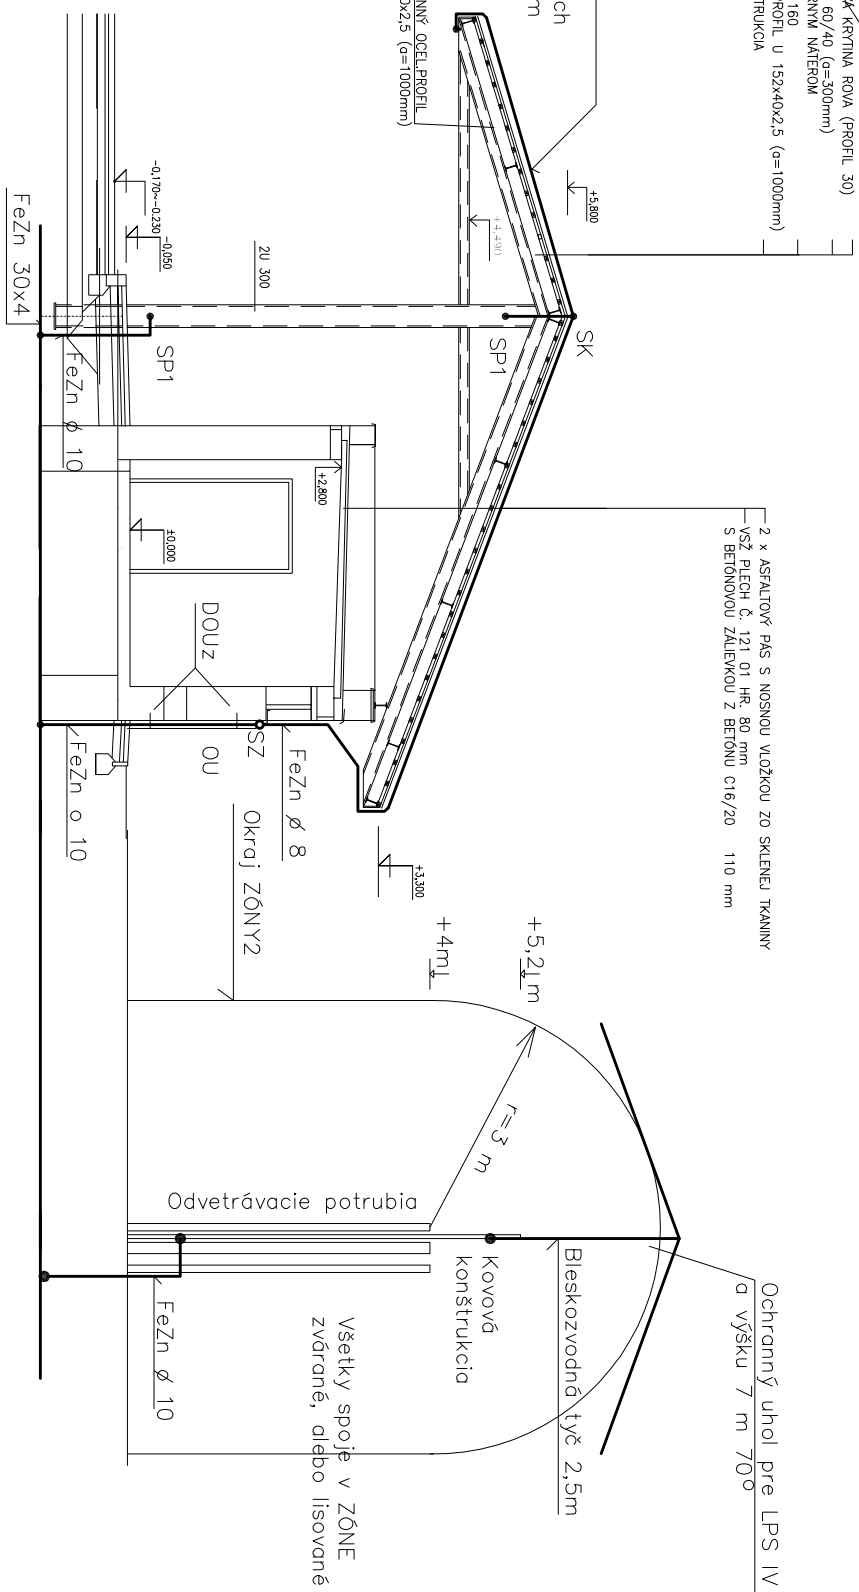 KRYTINA ROVA (PROFIL 30)
60/40 (a=300mm)
NÁTEROM
160
PROFIL U 152x40x2,5 (a=1000mm)
ch
m
OCEL.PROFIL
x2,5 (a=1000mm)
+5,800
+4,490
-0,170~-0.230
-0,050
2U 300
FeZn 30x4
SP1
SP1
SK
FeZn ϕ 10
2 x ASFALTOVÝ PÁS S NOSNOU VLOŽKOU ZO SKLENEJ TKANINY
VSŽ PLECH Č. 121 01 HR. 80 mm
S BETÓNOVOU ZÁLIEVKOU Z BETÓNU C16/20 110 mm
+2,800
±0,000
DOUz
OU
SZ
FeZn ϕ 8
FeZn o 10
+3,300
Okraj ZÓNY2
+4m
+5,2 m
r=3 m
Odvetrávacie potrubia
Kovová
konštrukcia
Bleskozvodná tyč 2,5m
Ochranný uhol pre LPS IV
a výšku 7 m 70°
FeZn ϕ 10
Všetky spoje v ZÓNE
zvárané, alebo lisované